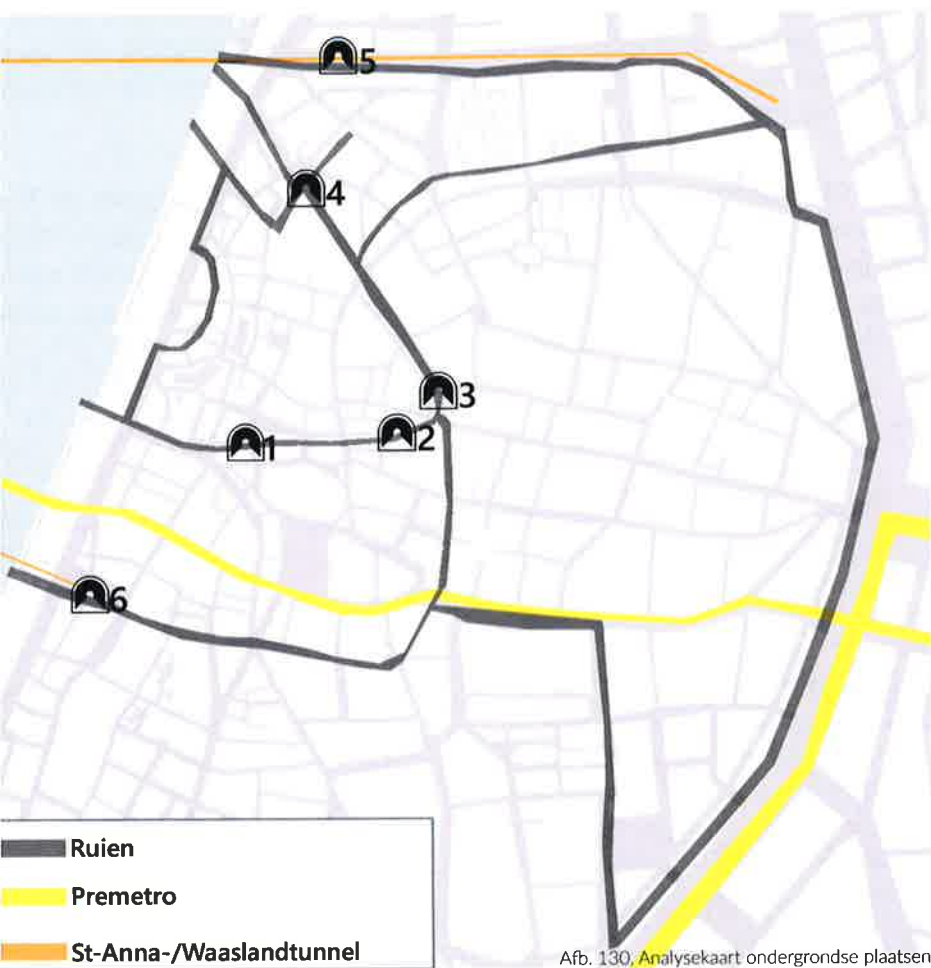 5
4
3
2
1
6
Ruien
Premetro
St-Anna-/Waaslandtunnel
Afb. 130, Analysekaart ondergrondse plaatsen